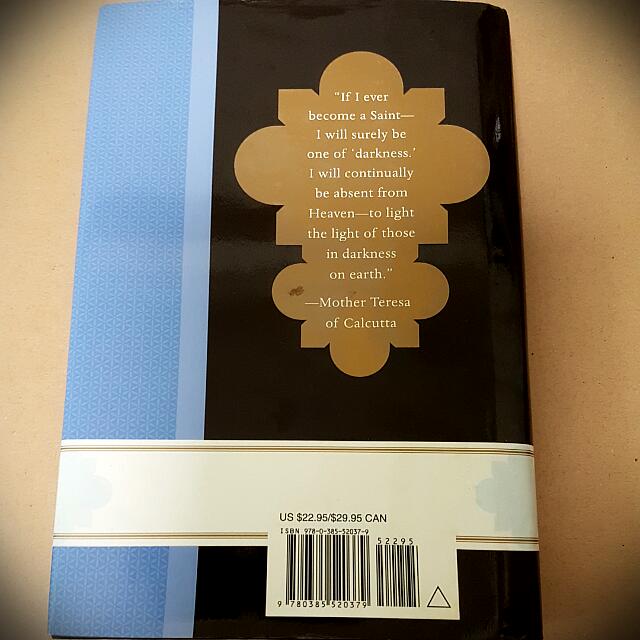 "If I ever
become a Saint—
I will surely be
one of 'darkness.'
I will continually
be absent from
Heaven—to light
the light of those
in darkness
on earth."
—Mother Teresa
of Calcutta
US $22.95/$29.95 CAN
ISBN 978-0-385-52037-9
52295
9 780385 520379